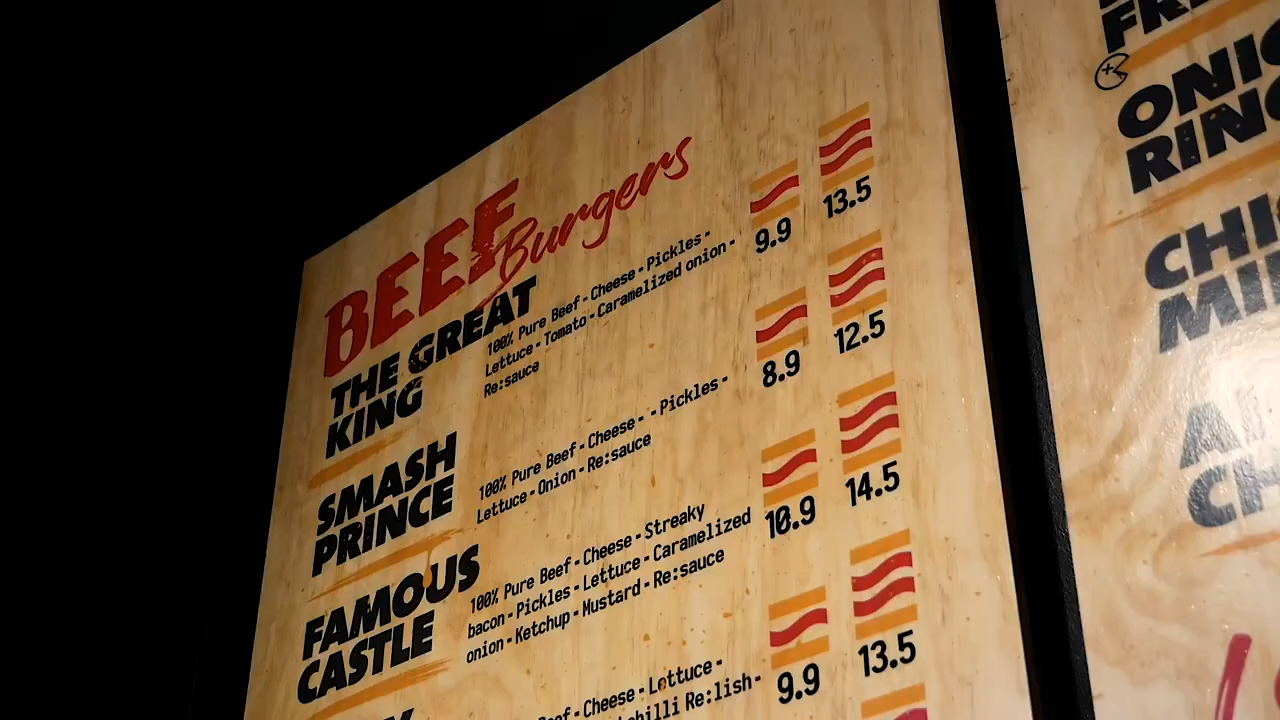 BEEF
Burgers
THE GREAT
KING
100% Pure Beef - Cheese - Pickles -
Lettuce - Tomato - Caramelized onion -
Re:sauce
9.9
13.5
SMASH
PRINCE
100% Pure Beef - Cheese - - Pickles -
Lettuce - Onion - Re:sauce
8.9
12.5
FAMOUS
CASTLE
100% Pure Beef - Cheese - Streaky
bacon - Pickles - Lettuce - Caramelized
onion - Ketchup - Mustard - Re:sauce
10.9
14.5
Beef - Cheese - Lettuce -
chilli Re:lish -
9.9
13.5
ONIO
RING
CHI